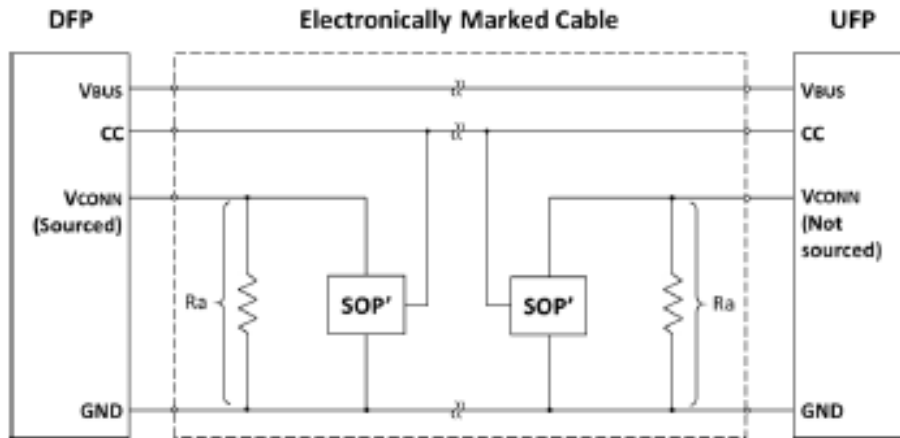 DFP
Electronically Marked Cable
UFP
VBUS
VBUS
CC
CC
VCONN
(Sourced)
VCONN
(Not
sourced)
Ra
SOP'
SOP'
Ra
GND
GND